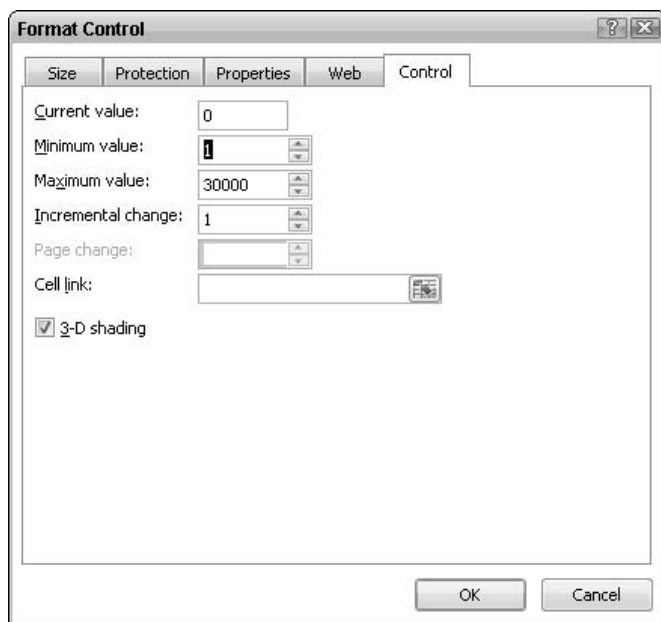 Format Control
Size Protection Properties Web Control
Current value: 0
Minimum value: 1
Maximum value: 30000
Incremental change: 1
Page change:
Cell link:
3-D shading
OK Cancel